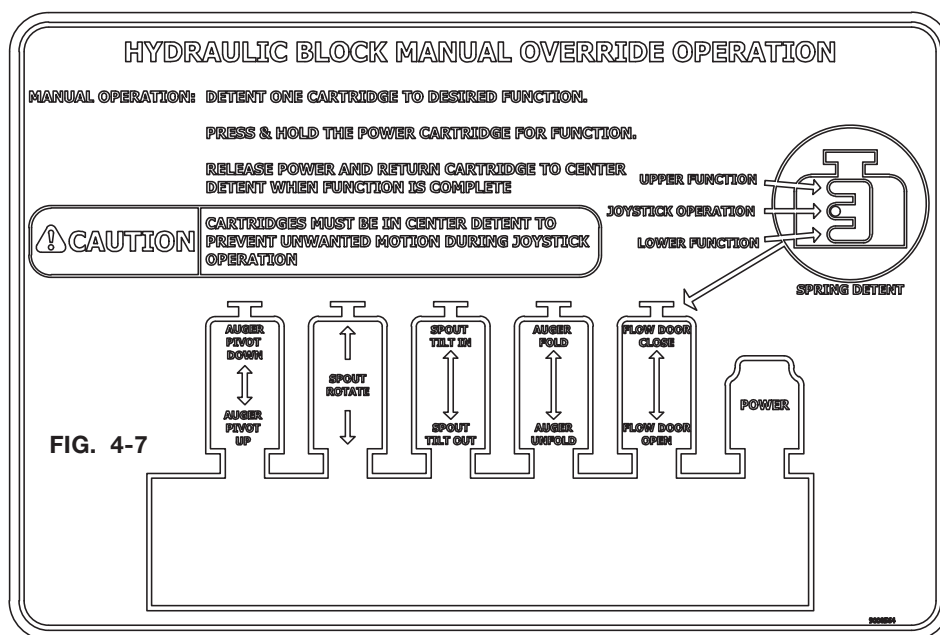 HYDRAULIC BLOCK MANUAL OVERRIDE OPERATION
MANUAL OPERATION: DETENT ONE CARTRIDGE TO DESIRED FUNCTION.
PRESS & HOLD THE POWER CARTRIDGE FOR FUNCTION.
RELEASE POWER AND RETURN CARTRIDGE TO CENTER
DETENT WHEN FUNCTION IS COMPLETE
UPPER FUNCTION
JOYSTICK OPERATION
LOWER FUNCTION
SPRING DETENT
CAUTION
CARTRIDGES MUST BE IN CENTER DETENT TO
PREVENT UNWANTED MOTION DURING JOYSTICK
OPERATION
AUGER
PIVOT
DOWN
AUGER
PIVOT
UP
SPOUT
ROTATE
SPOUT
TILT IN
SPOUT
TILT OUT
AUGER
FOLD
AUGER
UNFOLD
FLOW DOOR
CLOSE
FLOW DOOR
OPEN
POWER
FIG. 4-7